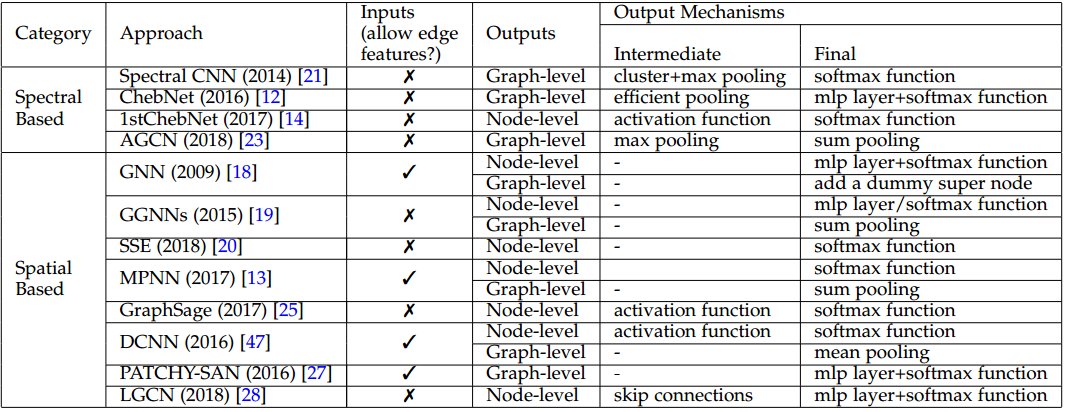 Category Approach Inputs (allow edge features?) Outputs Output Mechanisms
Intermediate Final
Spectral Based
Spectral CNN (2014) [21] ✗ Graph-level cluster+max pooling softmax function
ChebNet (2016) [12] ✗ Graph-level efficient pooling mlp layer+softmax function
1stChebNet (2017) [14] ✗ Node-level activation function softmax function
AGCN (2018) [23] ✗ Graph-level max pooling sum pooling
Spatial Based
GNN (2009) [18] ✓ Node-level - mlp layer+softmax function
Graph-level - add a dummy super node
GGNNs (2015) [19] ✗ Node-level - mlp layer/softmax function
Graph-level - sum pooling
SSE (2018) [20] ✗ Node-level - softmax function
MPNN (2017) [13] ✓ Node-level softmax function
Graph-level - sum pooling
GraphSage (2017) [25] ✗ Node-level activation function softmax function
DCNN (2016) [47] ✓ Node-level activation function softmax function
Graph-level - mean pooling
PATCHY-SAN (2016) [27] ✓ Graph-level - mlp layer+softmax function
LGCN (2018) [28] ✗ Node-level skip connections mlp layer+softmax function